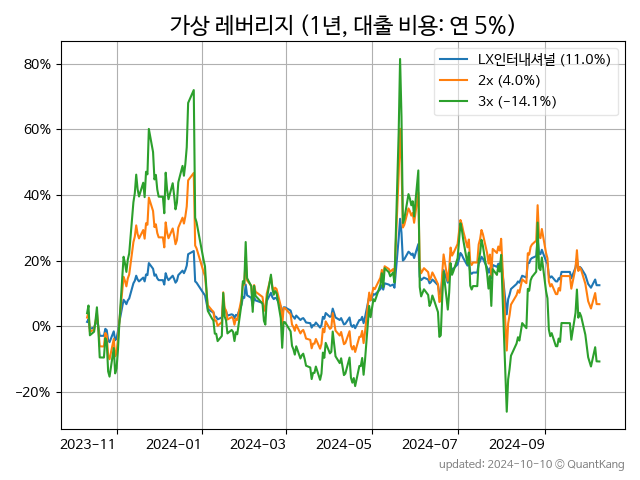 가상 레버리지 (1년, 대출 비용: 연 5%)
LX인터내셔널 (11.0%)
2x (4.0%)
3x (−14.1%)
80%
60%
40%
20%
0%
−20%
2023-11
2024-01
2024-03
2024-05
2024-07
2024-09
updated: 2024-10-10 © QuantKang